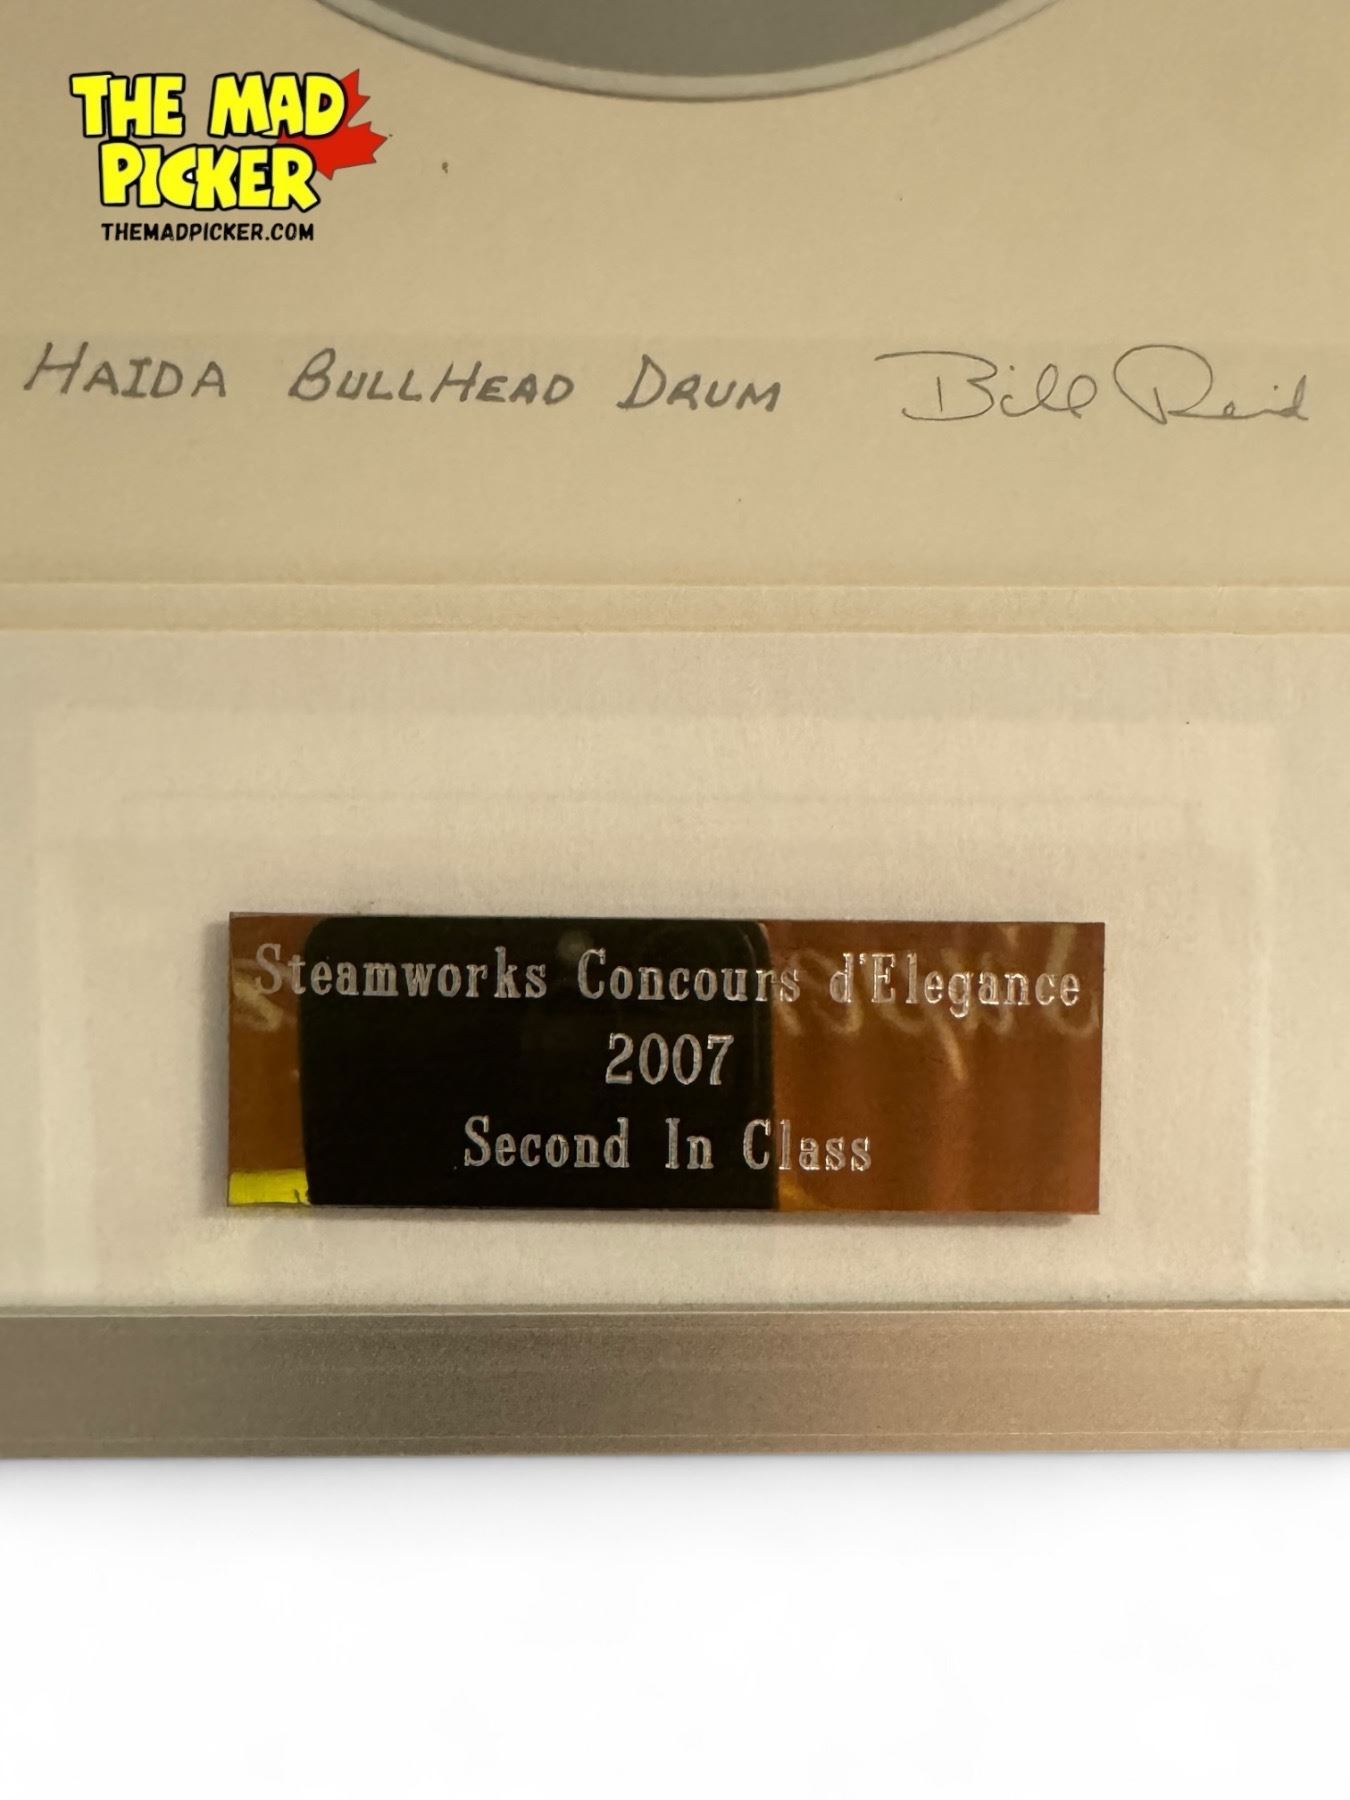 THE MAD
PICKER
THEMADPICKER.COM
HAIDA BULLHEAD DRUM Bill Reid
Steamworks Concours d'Elegance
2007
Second In Class